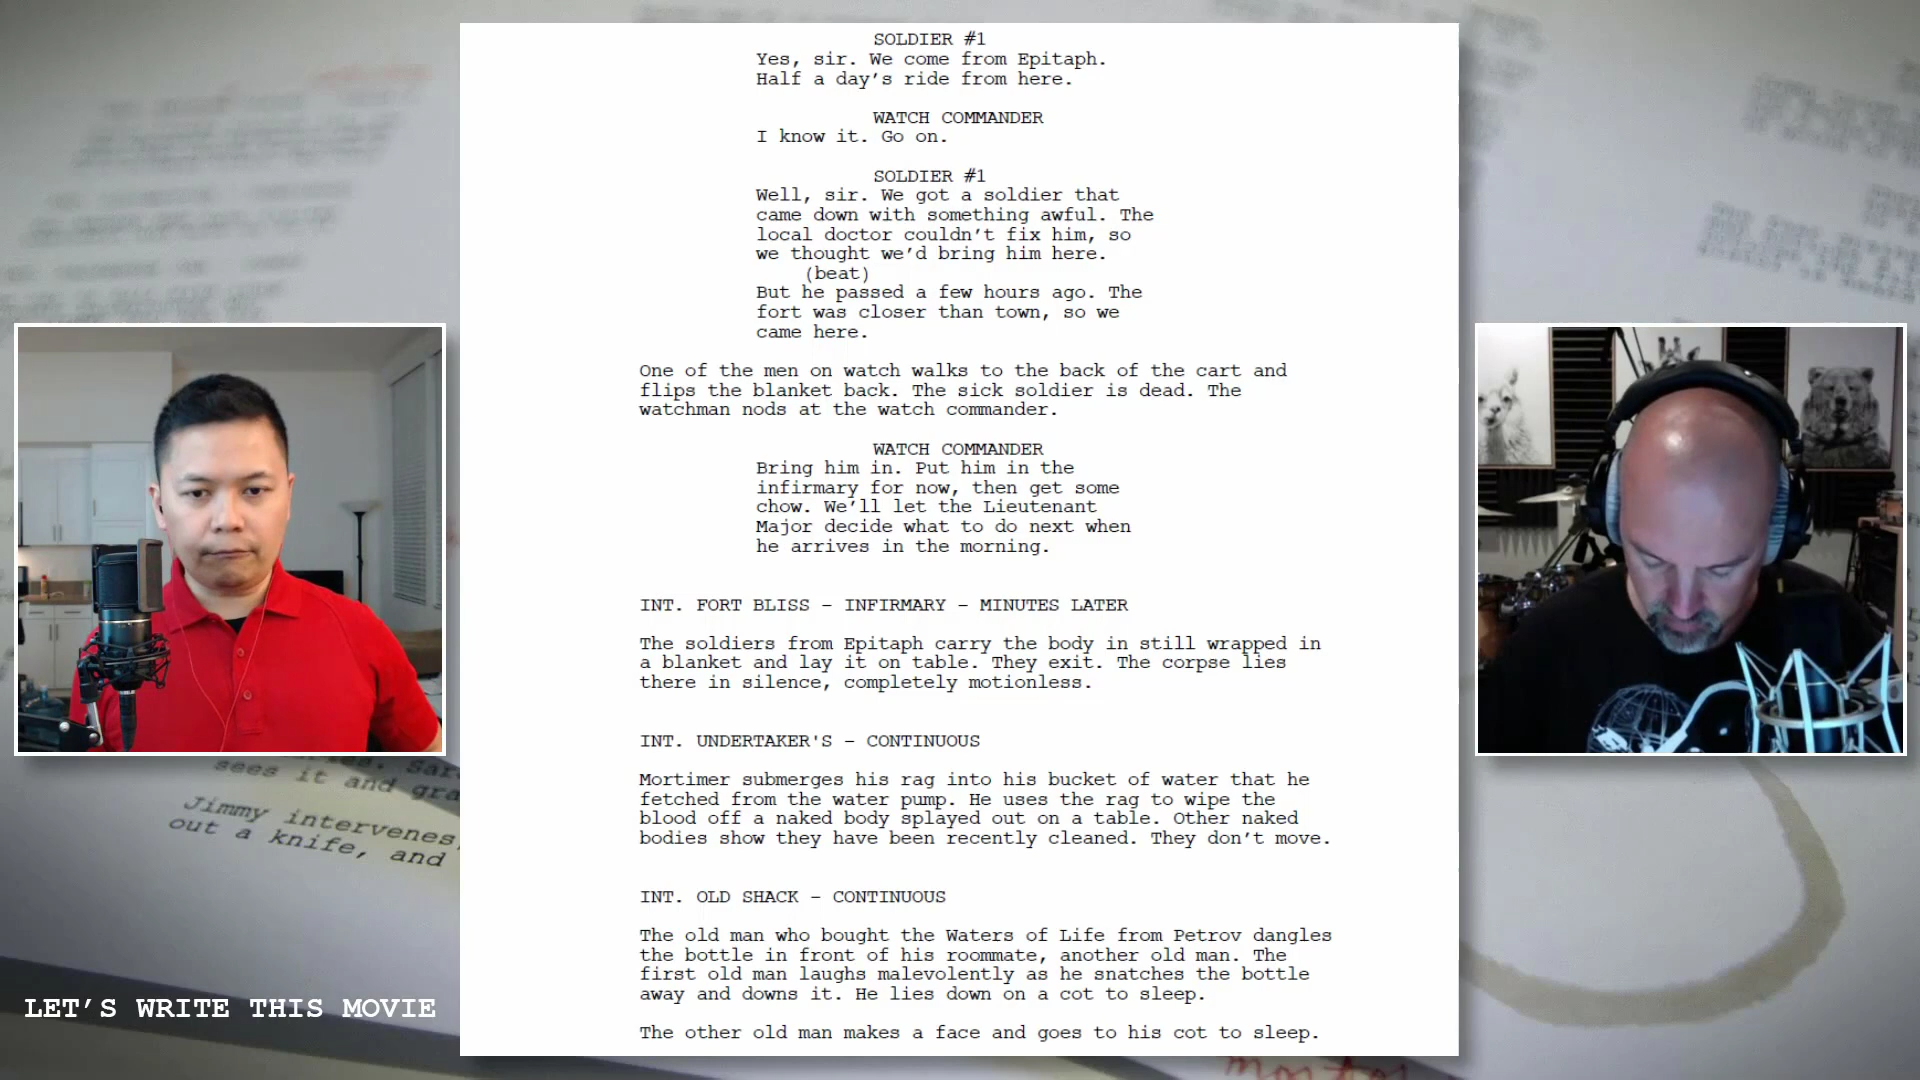 SOLDIER #1
Yes, sir. We come from Epitaph.
Half a day's ride from here.
WATCH COMMANDER
I know it. Go on.
SOLDIER #1
Well, sir. We got a soldier that
came down with something awful. The
local doctor couldn't fix him, so
we thought we'd bring him here.
(beat)
But he passed a few hours ago. The
fort was closer than town, so we
came here.
One of the men on watch walks to the back of the cart and
flips the blanket back. The sick soldier is dead. The
watchman nods at the watch commander.
WATCH COMMANDER
Bring him in. Put him in the
infirmary for now, then get some
chow. We'll let the Lieutenant
Major decide what to do next when
he arrives in the morning.
INT. FORT BLISS – INFIRMARY – MINUTES LATER
The soldiers from Epitaph carry the body in still wrapped in
a blanket and lay it on table. They exit. The corpse lies
there in silence, completely motionless.
INT. UNDERTAKER'S – CONTINUOUS
Mortimer submerges his rag into his bucket of water that he
fetched from the water pump. He uses the rag to wipe the
blood off a naked body splayed out on a table. Other naked
bodies show they have been recently cleaned. They don't move.
INT. OLD SHACK – CONTINUOUS
The old man who bought the Waters of Life from Petrov dangles
the bottle in front of his roommate, another old man. The
first old man laughs malevolently as he snatches the bottle
away and downs it. He lies down on a cot to sleep.
The other old man makes a face and goes to his cot to sleep.
sees it and gra
Jimmy intervenes,
out a knife, and
LET'S WRITE THIS MOVIE